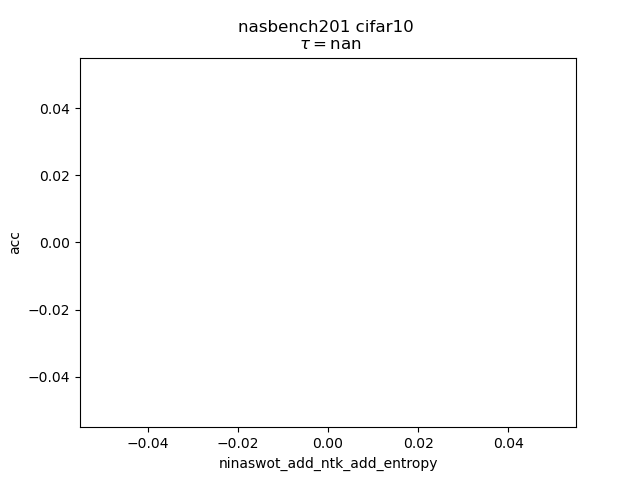 nasbench201 cifar10
τ = nan
0.04
0.02
0.00
−0.02
−0.04
acc
−0.04 −0.02 0.00 0.02 0.04
ninaswot_add_ntk_add_entropy